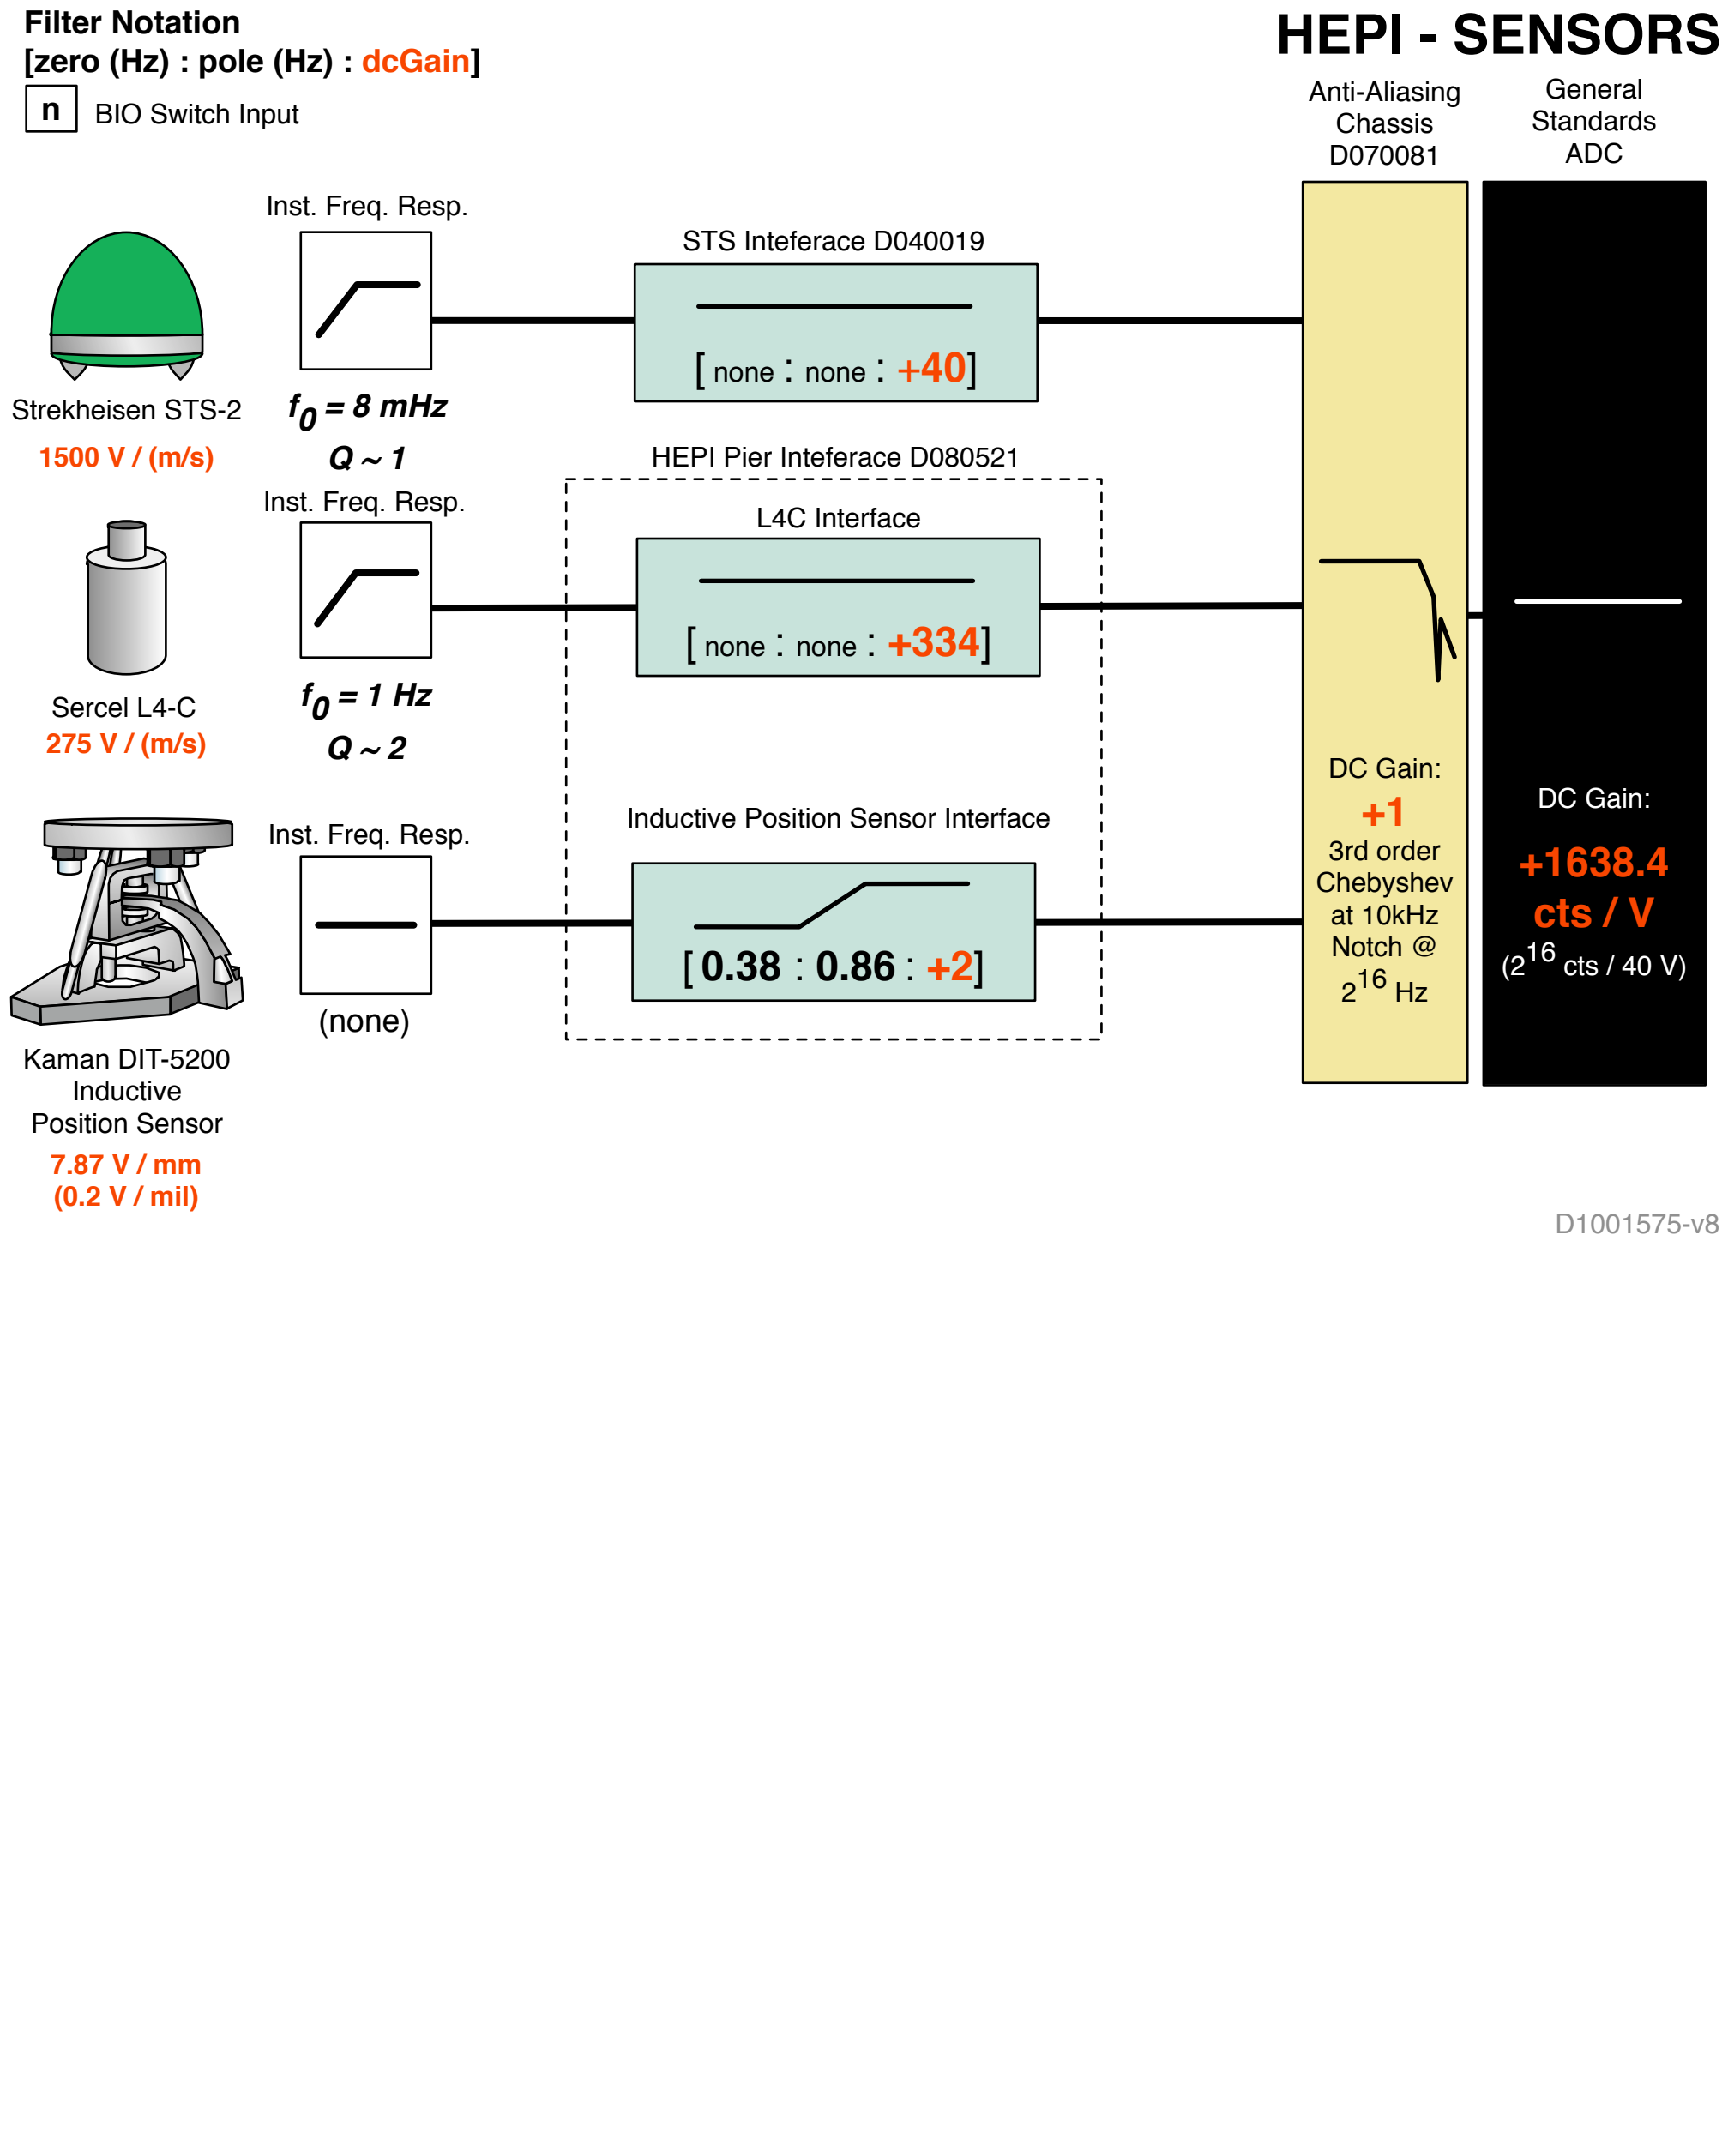 Filter Notation
[zero (Hz) : pole (Hz) : dcGain]
n BIO Switch Input
HEPI - SENSORS
Anti-Aliasing
Chassis
D070081
General
Standards
ADC
Inst. Freq. Resp.
STS Inteferace D040019
[ none : none : +40]
Strekheisen STS-2
1500 V / (m/s)
f0 = 8 mHz
Q ~ 1
HEPI Pier Inteferace D080521
Inst. Freq. Resp.
L4C Interface
[ none : none : +334]
Sercel L4-C
275 V / (m/s)
f0 = 1 Hz
Q ~ 2
Inst. Freq. Resp.
Inductive Position Sensor Interface
[ 0.38 : 0.86 : +2]
(none)
Kaman DIT-5200
Inductive
Position Sensor
7.87 V / mm
(0.2 V / mil)
DC Gain:
+1
3rd order
Chebyshev
at 10kHz
Notch @
2^16 Hz
DC Gain:
+1638.4
cts / V
(2^16 cts / 40 V)
D1001575-v8